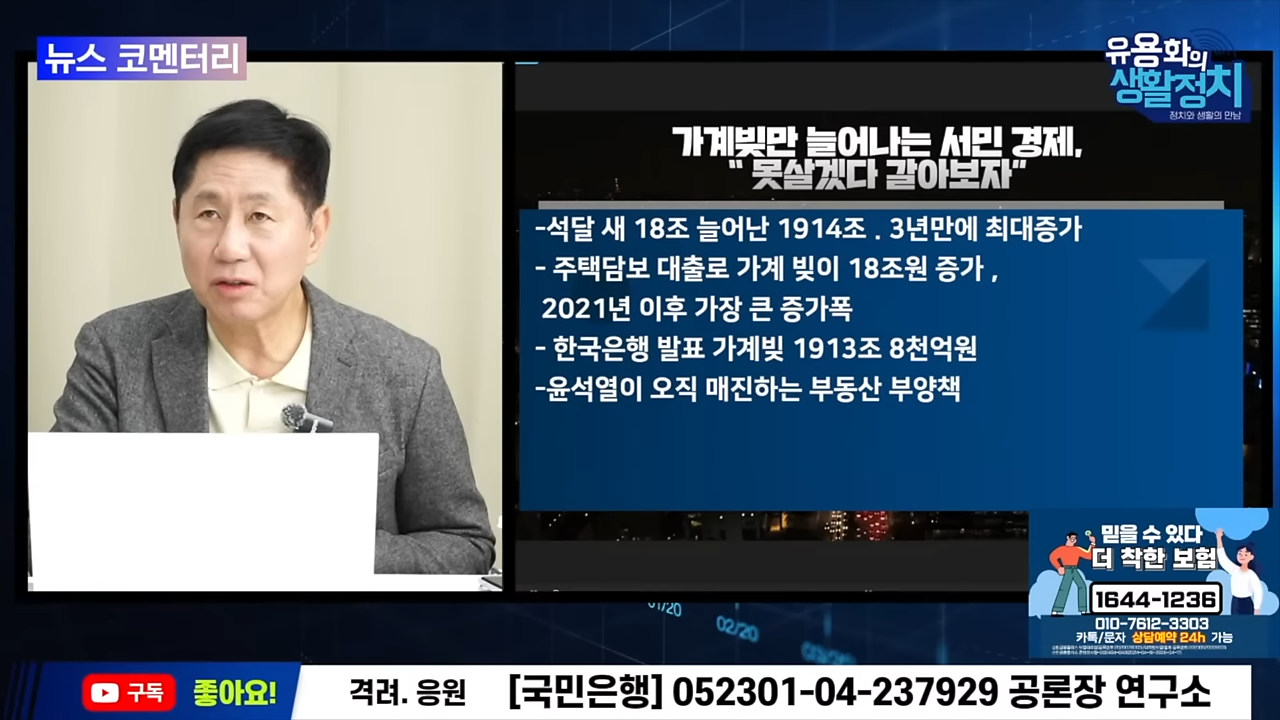 뉴스 코멘터리
유용화의
생활정치
정치와 생활의 만남
가계빚만 늘어나는 서민 경제,
“ 못살겠다 갈아보자”
-석달 새 18조 늘어난 1914조 . 3년만에 최대증가
- 주택담보 대출로 가계 빚이 18조원 증가 ,
2021년 이후 가장 큰 증가폭
- 한국은행 발표 가계빚 1913조 8천억원
-윤석열이 오직 매진하는 부동산 부양책
믿을 수 있다
더 착한 보험
1644-1236
010-7612-3303
카톡/문자 상담예약 24h 가능
01/20
02/20
구독
좋아요!
격려. 응원
[국민은행] 052301-04-237929 공론장 연구소